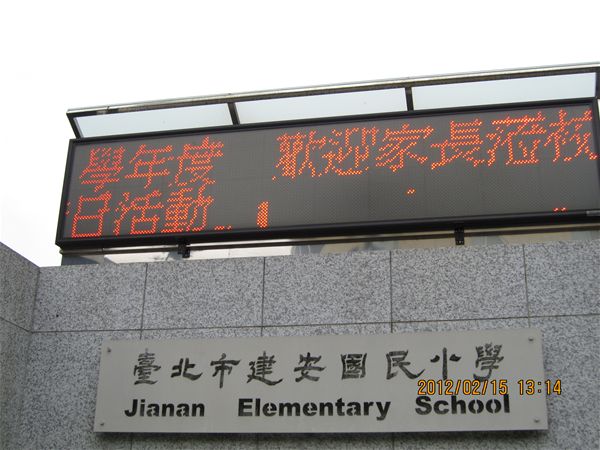 學年度 歡迎家長蒞校
日活動
臺北市建安國民小學
2012/02/15 13:14
Jianan Elementary School